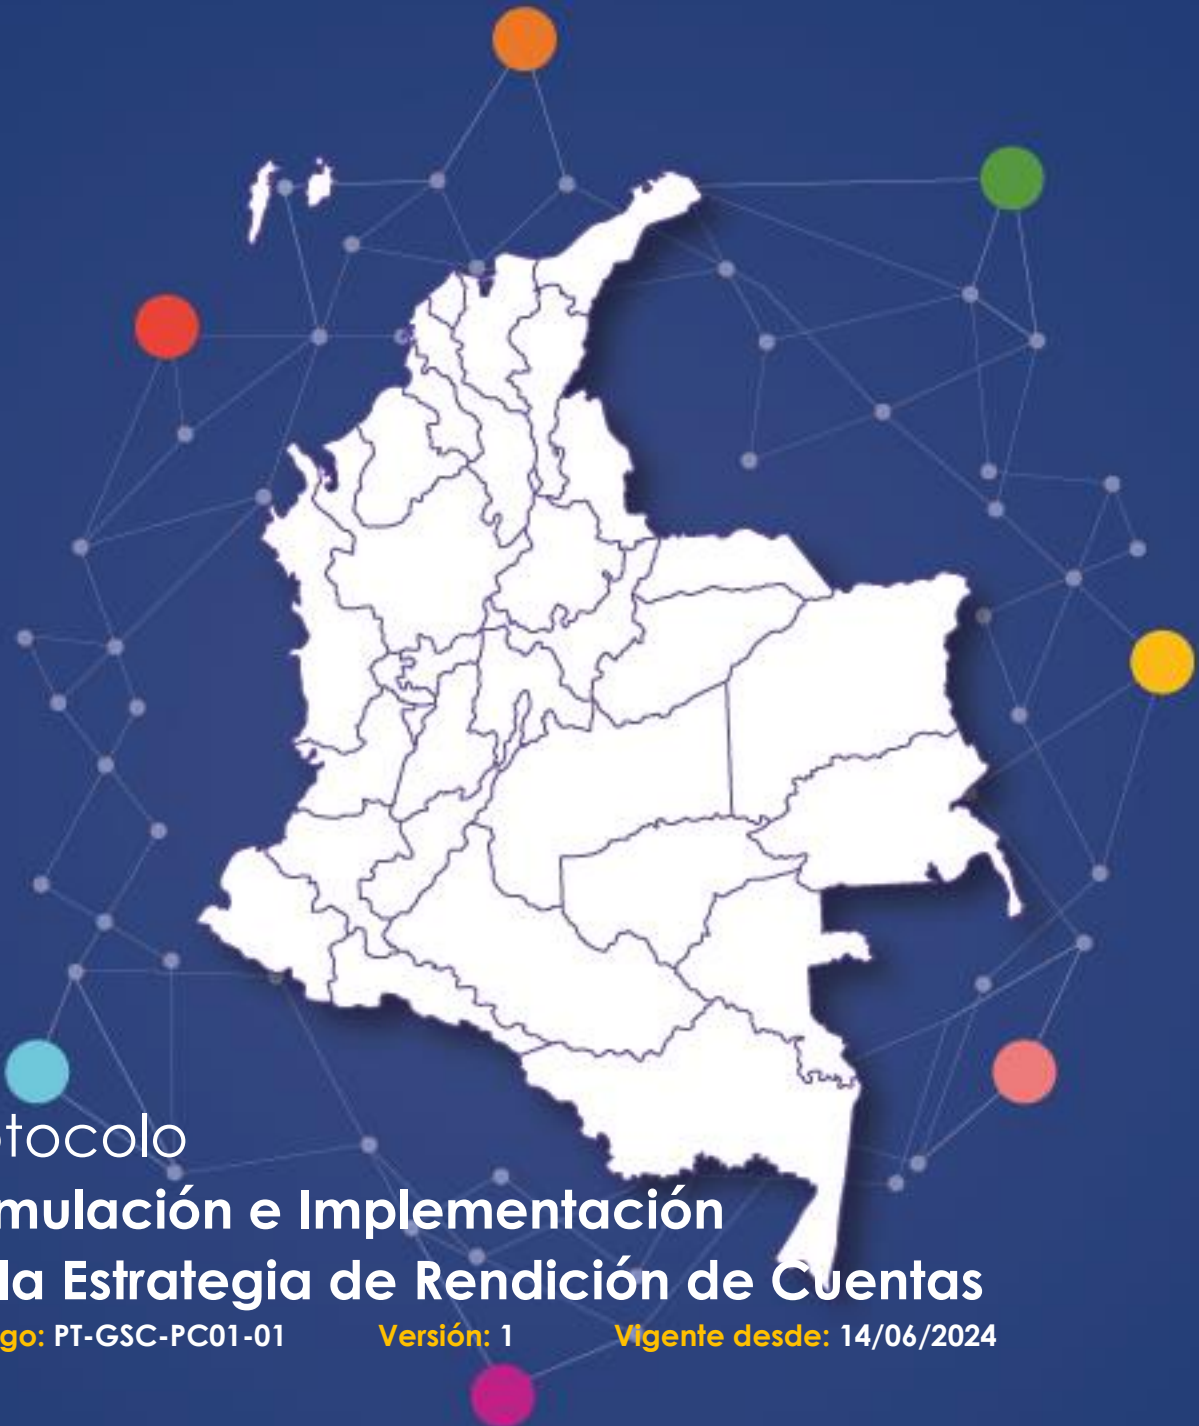 otocolo
mulación e Implementación
la Estrategia de Rendición de Cuentas
go: PT-GSC-PC01-01 Versión: 1 Vigente desde: 14/06/2024